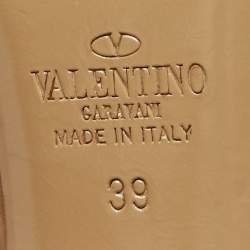 VALENTINO
GARAVANI
MADE IN ITALY
39